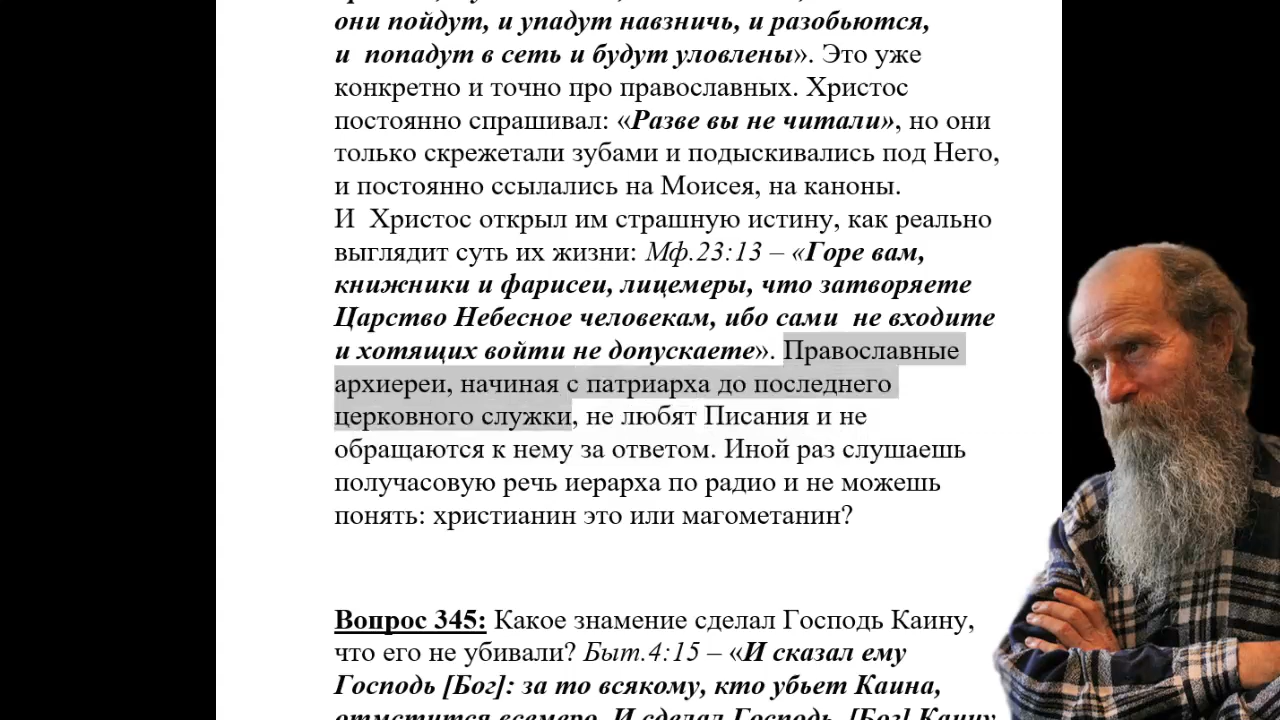 они пойдут, и упадут навзничь, и разобьются,
и попадут в сеть и будут уловлены». Это уже
конкретно и точно про православных. Христос
постоянно спрашивал: «Разве вы не читали», но они
только скрежетали зубами и подыскивались под Него,
и постоянно ссылались на Моисея, на каноны.
И Христос открыл им страшную истину, как реально
выглядит суть их жизни: Мф.23:13 – «Горе вам,
книжники и фарисеи, лицемеры, что затворяете
Царство Небесное человекам, ибо сами не входите
и хотящих войти не допускаете». Православные
архиереи, начиная с патриарха до последнего
церковного служки, не любят Писания и не
обращаются к нему за ответом. Иной раз слушаешь
получасовую речь иерарха по радио и не можешь
понять: христианин это или магометанин?
Вопрос 345: Какое знамение сделал Господь Каину,
что его не убивали? Быт.4:15 – «И сказал ему
Господь [Бог]: за то всякому, кто убьет Каина,
отмстится всемеро. И сделал Господь [Бог] Каину